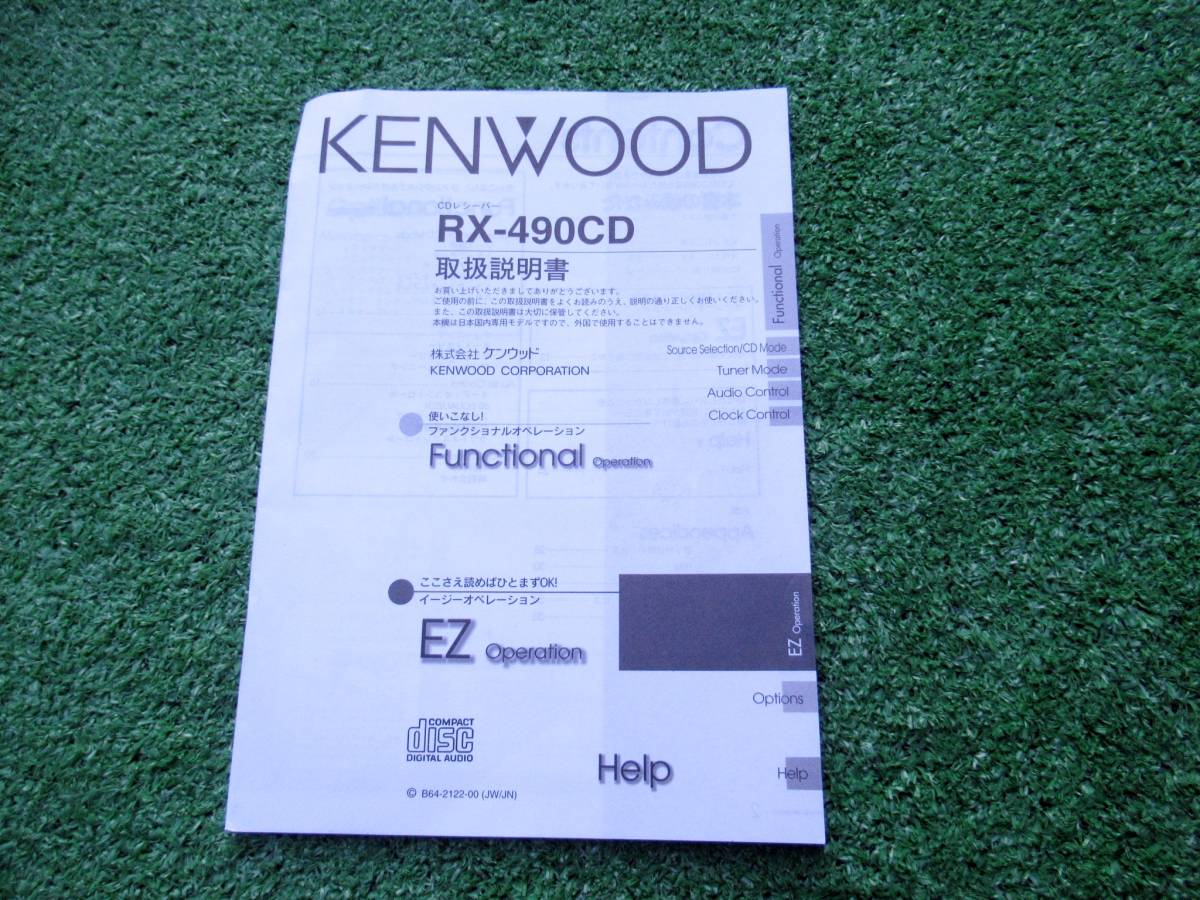 KENWOOD
CDレシーバー
RX-490CD
取扱説明書
お買い上げいただきましてありがとうございます。
ご使用の前に、この取扱説明書をよくお読みのうえ、説明の通り正しくお使いください。
また、この取扱説明書は大切に保管してください。
本機は日本国内専用モデルですので、外国で使用することはできません。
株式会社 ケンウッド
KENWOOD CORPORATION
Functional Operation
Source Selection/CD Mode
Tuner Mode
Audio Control
Clock Control
使いこなし!
ファンクショナルオペレーション
Functional Operation
ここさえ読めばひとまずOK!
イージーオペレーション
EZ Operation
EZ Operation
Options
COMPACT
disc
DIGITAL AUDIO
Help
Help
© B64-2122-00 (JW/JN)